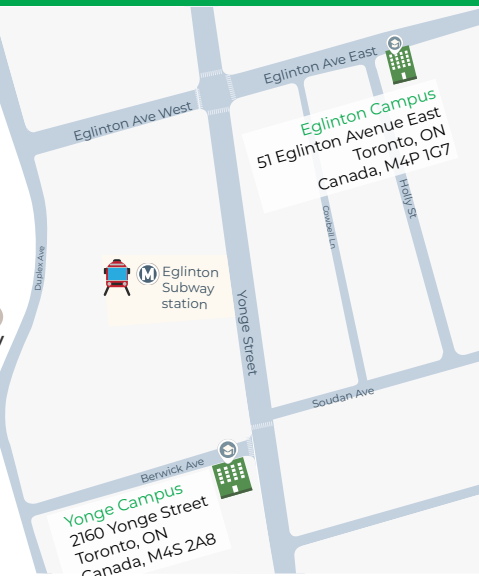 Eglinton Ave East
Eglinton Ave West
Eglinton Campus
51 Eglinton Avenue East
Toronto, ON
Canada, M4P 1G7
Holly St
Cowbell Ln
Duplex Ave
M
Eglinton
Subway
station
Yonge Street
Soudan Ave
Berwick Ave
Yonge Campus
2160 Yonge Street
Toronto, ON
Canada, M4S 2A8